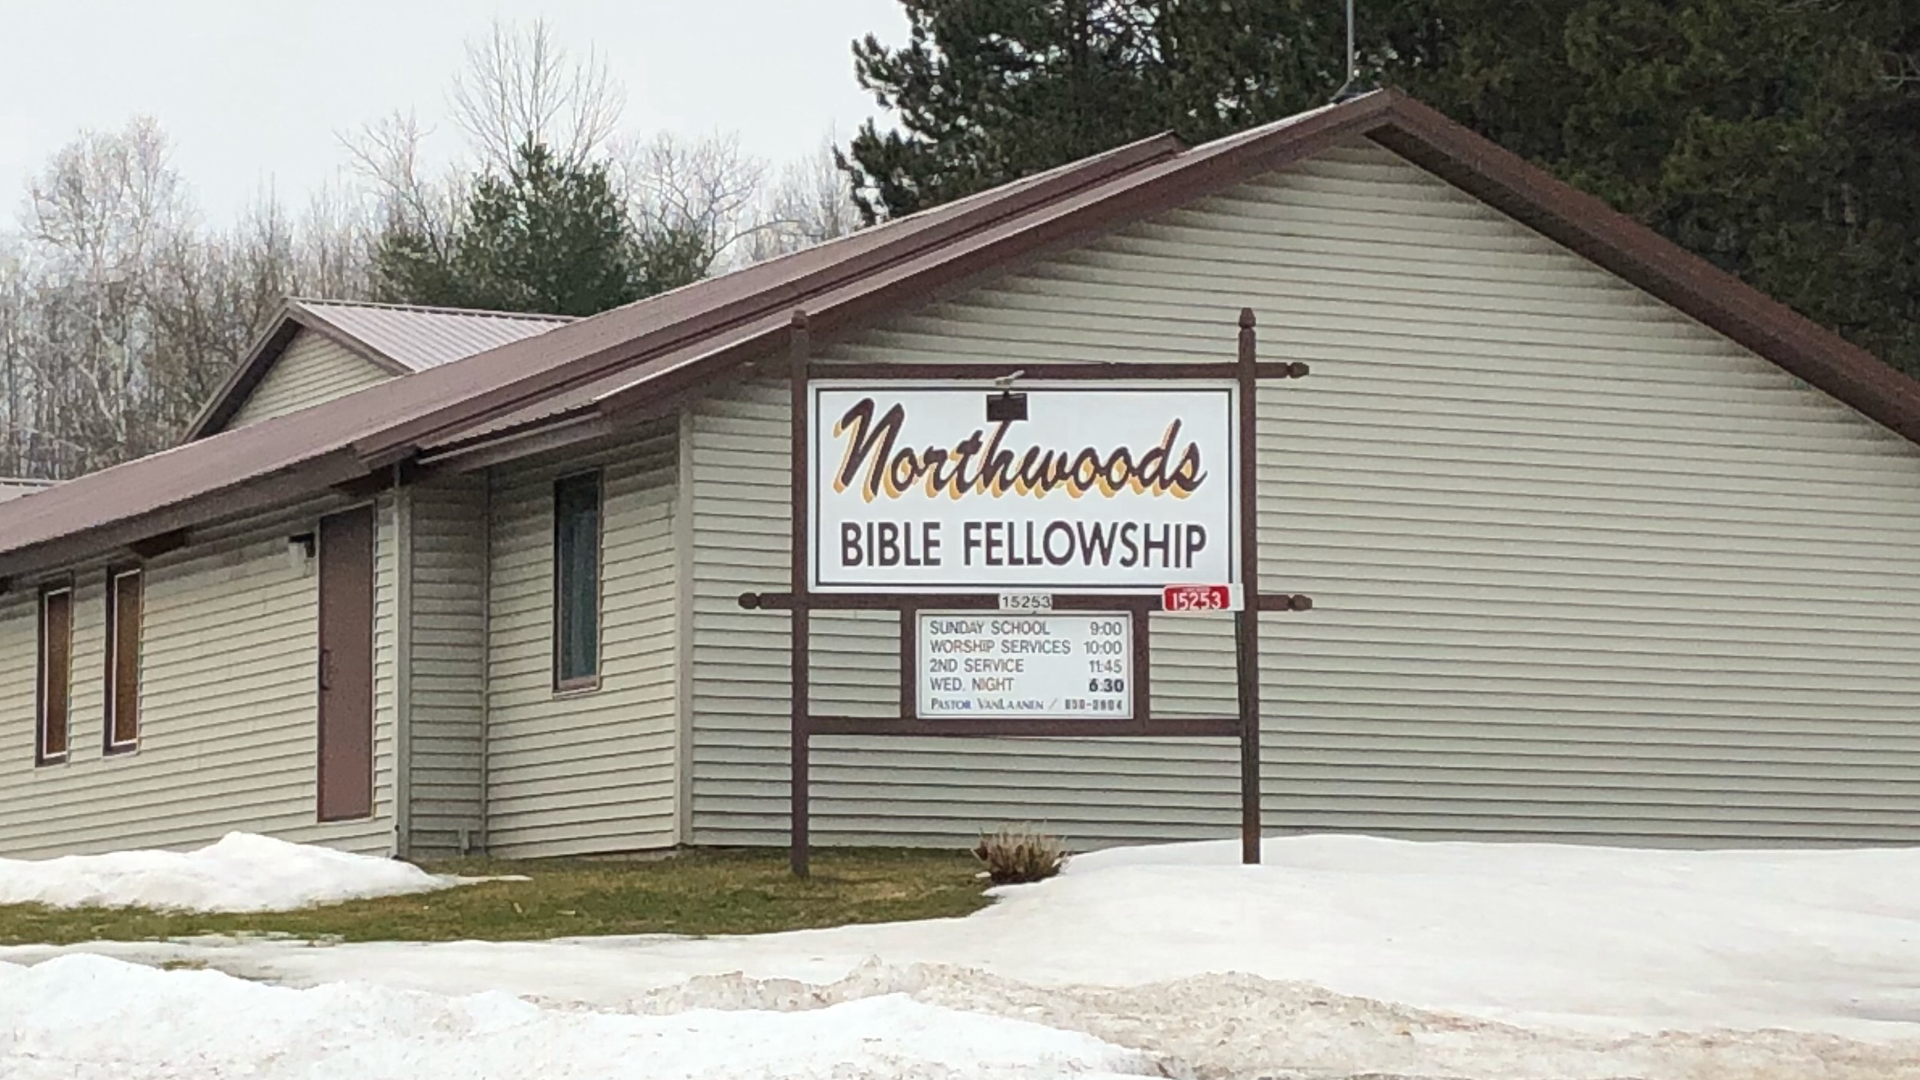 Northwoods
BIBLE FELLOWSHIP
15253
15253
SUNDAY SCHOOL 9:00
WORSHIP SERVICES 10:00
2ND SERVICE 11:45
WED. NIGHT 6:30
PASTOR VANLAANEN /